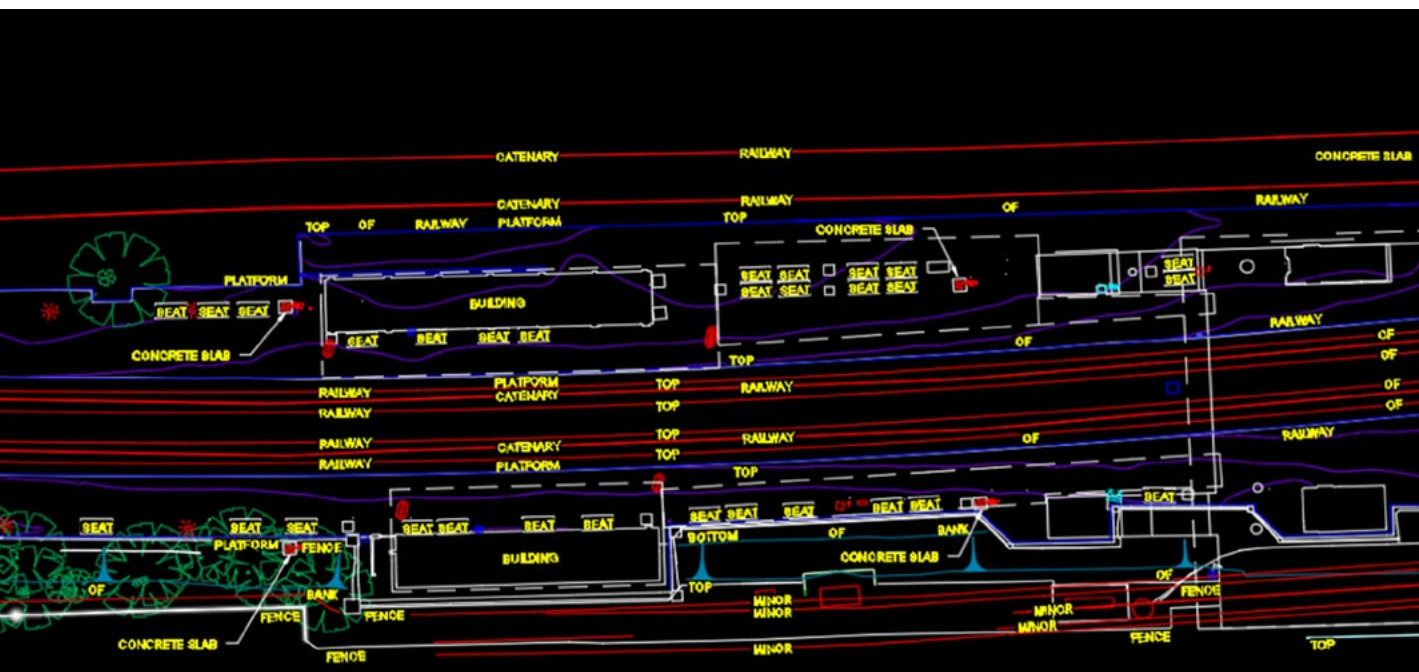 CATENARY RAILWAY CONCRETE SLAB
CATENARY RAILWAY RAILWAY
TOP OF RAILWAY PLATFORM TOP OF
CONCRETE SLAB
SEAT
SEAT SEAT SEAT SEAT
PLATFORM SEAT
SEAT SEAT SEAT SEAT
BUILDING
SEAT SEAT SEAT
RAILWAY
SEAT SEAT SEAT SEAT OF
OF
CONCRETE SLAB TOP OF
PLATFORM TOP RAILWAY OF
RAILWAY CATENARY
TOP OF
RAILWAY
TOP RAILWAY OF RAILWAY
RAILWAY CATENARY
TOP
RAILWAY PLATFORM TOP
SEAT
SEAT SEAT SEAT SEAT SEAT
SEAT SEAT SEAT SEAT SEAT SEAT SEAT
BOTTOM OF BANK
PLATFORM FENCE
BUILDING CONCRETE SLAB
OF
OF BANK TOP FENCE
MINOR
FENCE FENCE MINOR MINOR
MINOR
FENCE
CONCRETE SLAB TOP
FENCE MINOR